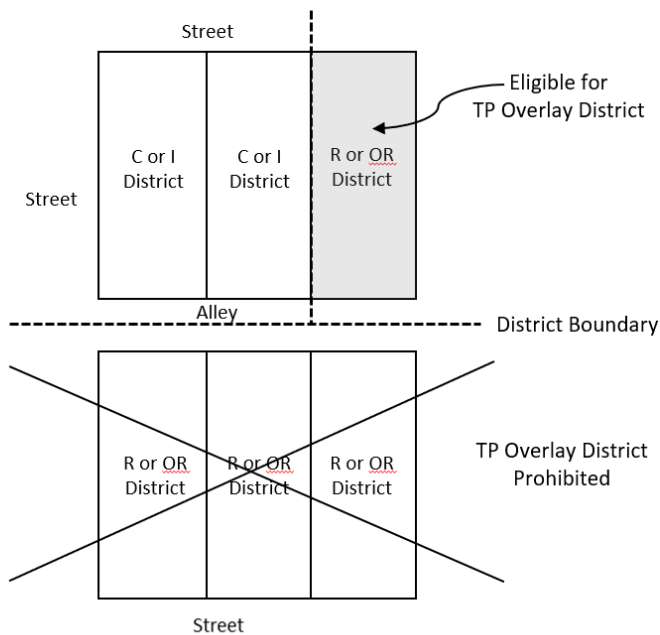 Street
Eligible for
TP Overlay District
C or I
District
C or I
District
R or OR
District
Street
Alley
District Boundary
R or OR
District
R or OR
District
R or OR
District
TP Overlay District
Prohibited
Street